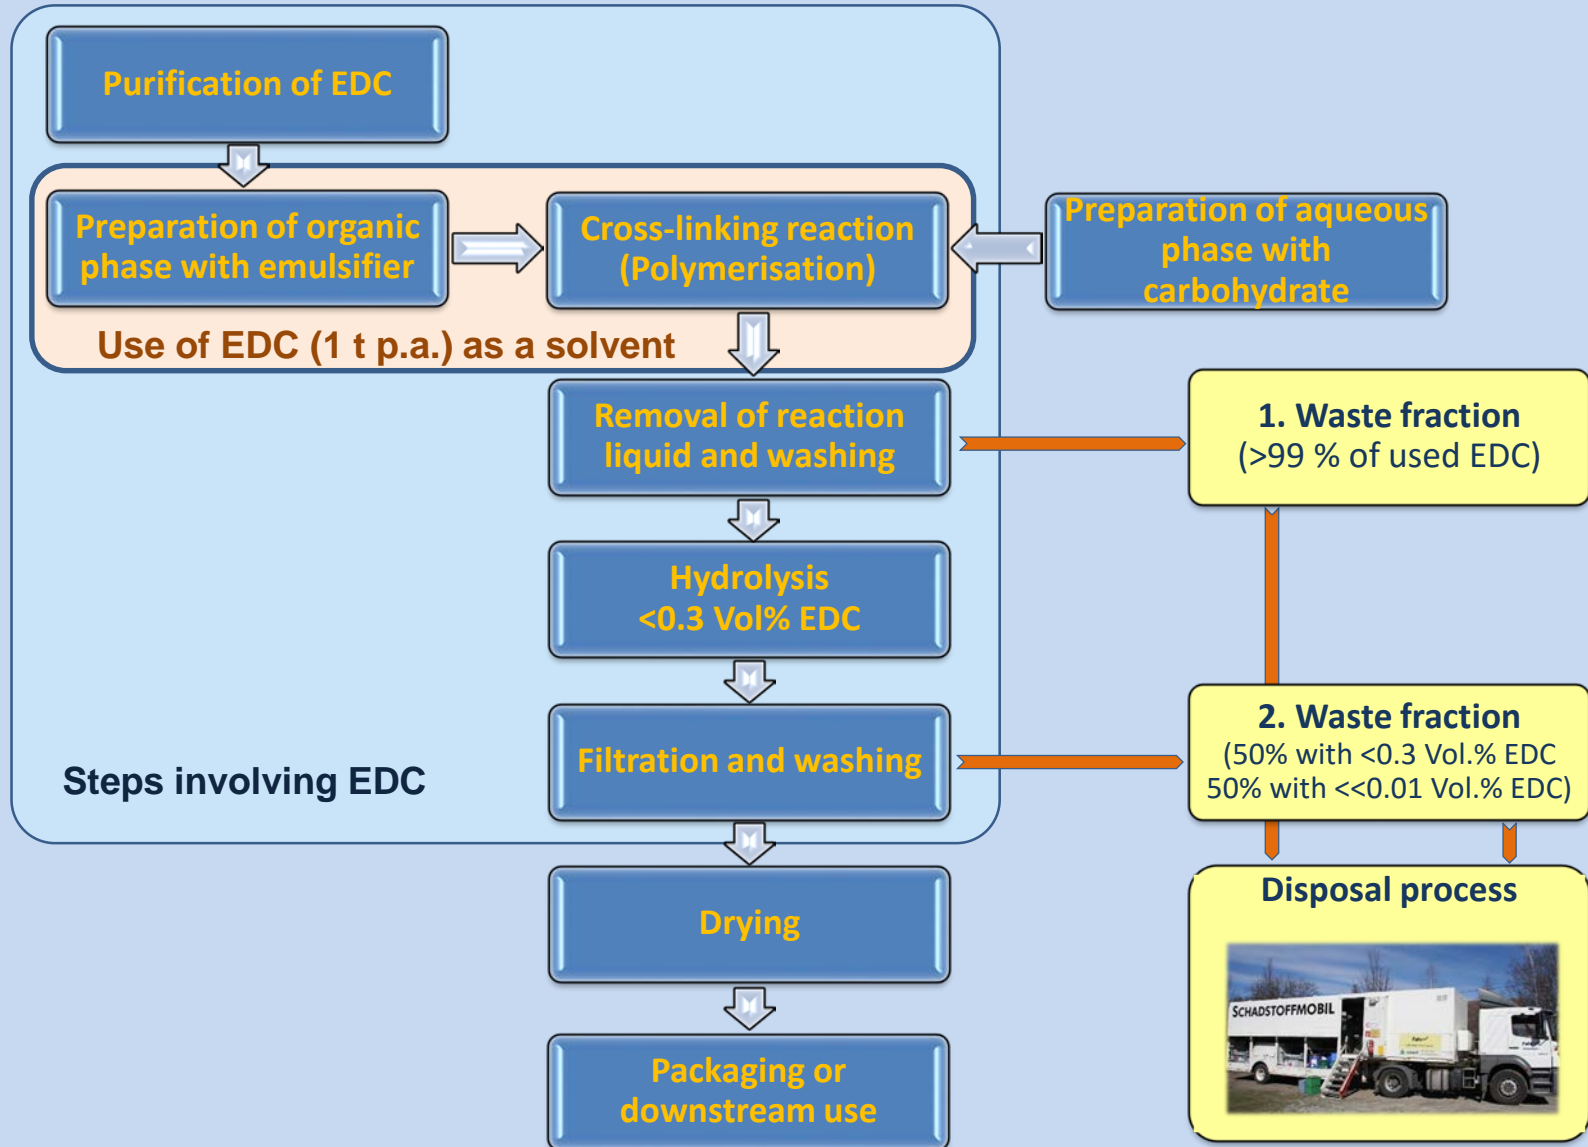 Purification of EDC
Preparation of organic
phase with emulsifier
Cross-linking reaction
(Polymerisation)
Preparation of aqueous
phase with
carbohydrate
Use of EDC (1 t p.a.) as a solvent
Removal of reaction
liquid and washing
1. Waste fraction
(>99 % of used EDC)
Hydrolysis
<0.3 Vol% EDC
Filtration and washing
2. Waste fraction
(50% with <0.3 Vol.% EDC
50% with <<0.01 Vol.% EDC)
Steps involving EDC
Drying
Disposal process
SCHADSTOFFMOBIL
Packaging or
downstream use